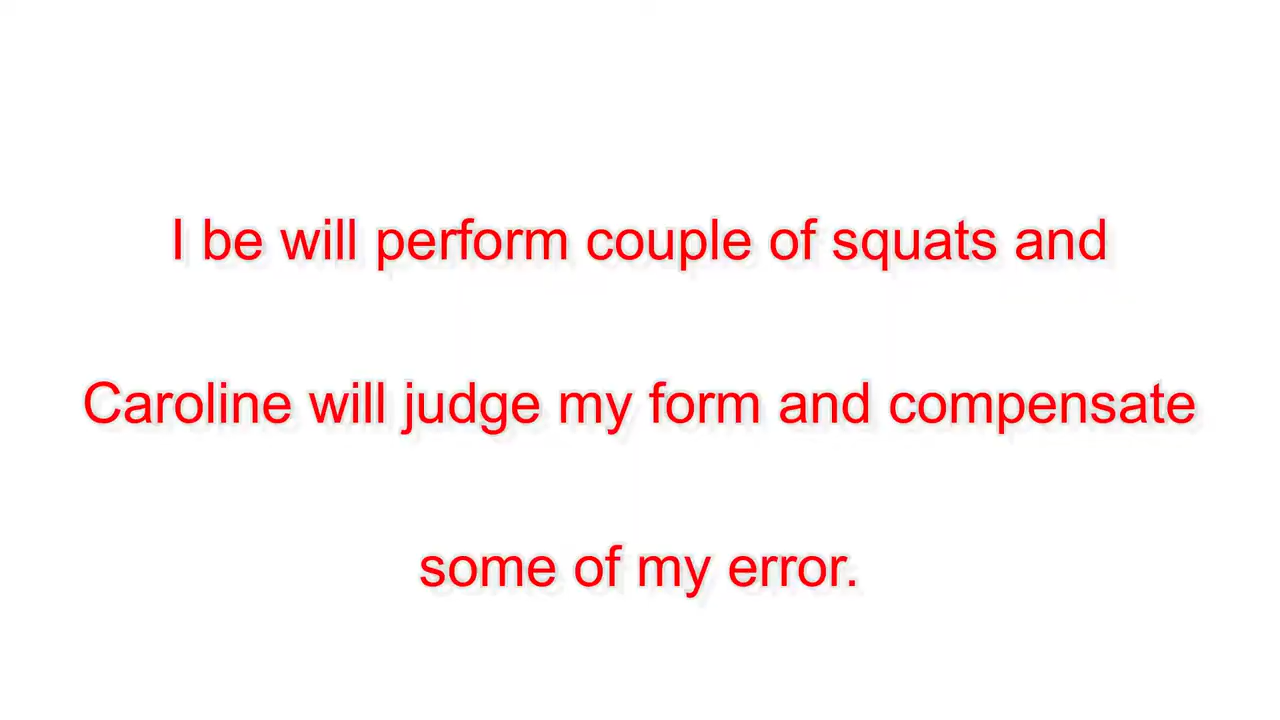 I be will perform couple of squats and
Caroline will judge my form and compensate
some of my error.